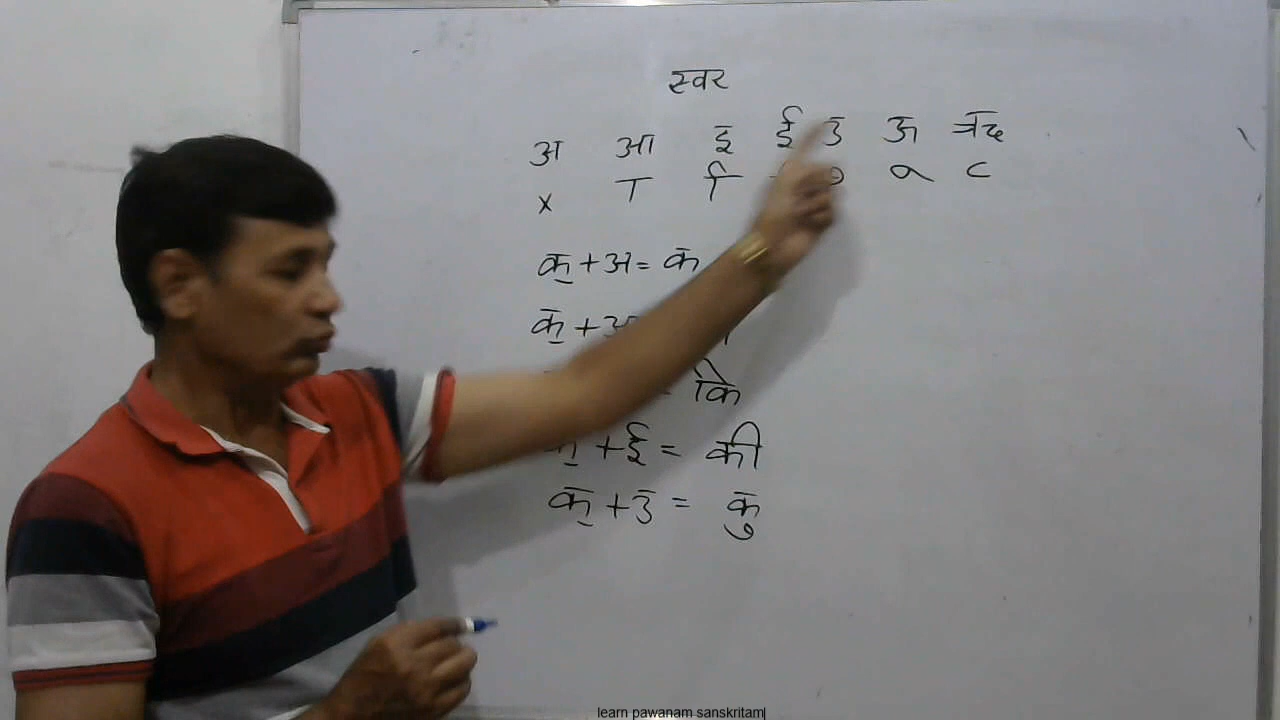 स्वर
अ आ इ ई उ ऊ ऋ
x ा ि ु ू ृ
क् + अ = क
क् + आ
= कि
क् + ई = की
क् + उ = कु
learn pawanam sanskritam|